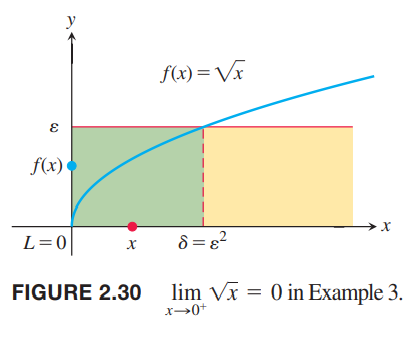 y
f(x) = √x
ε
f(x)
x
L = 0
x
δ = ε²
FIGURE 2.30 lim √x = 0 in Example 3.
x→0⁺